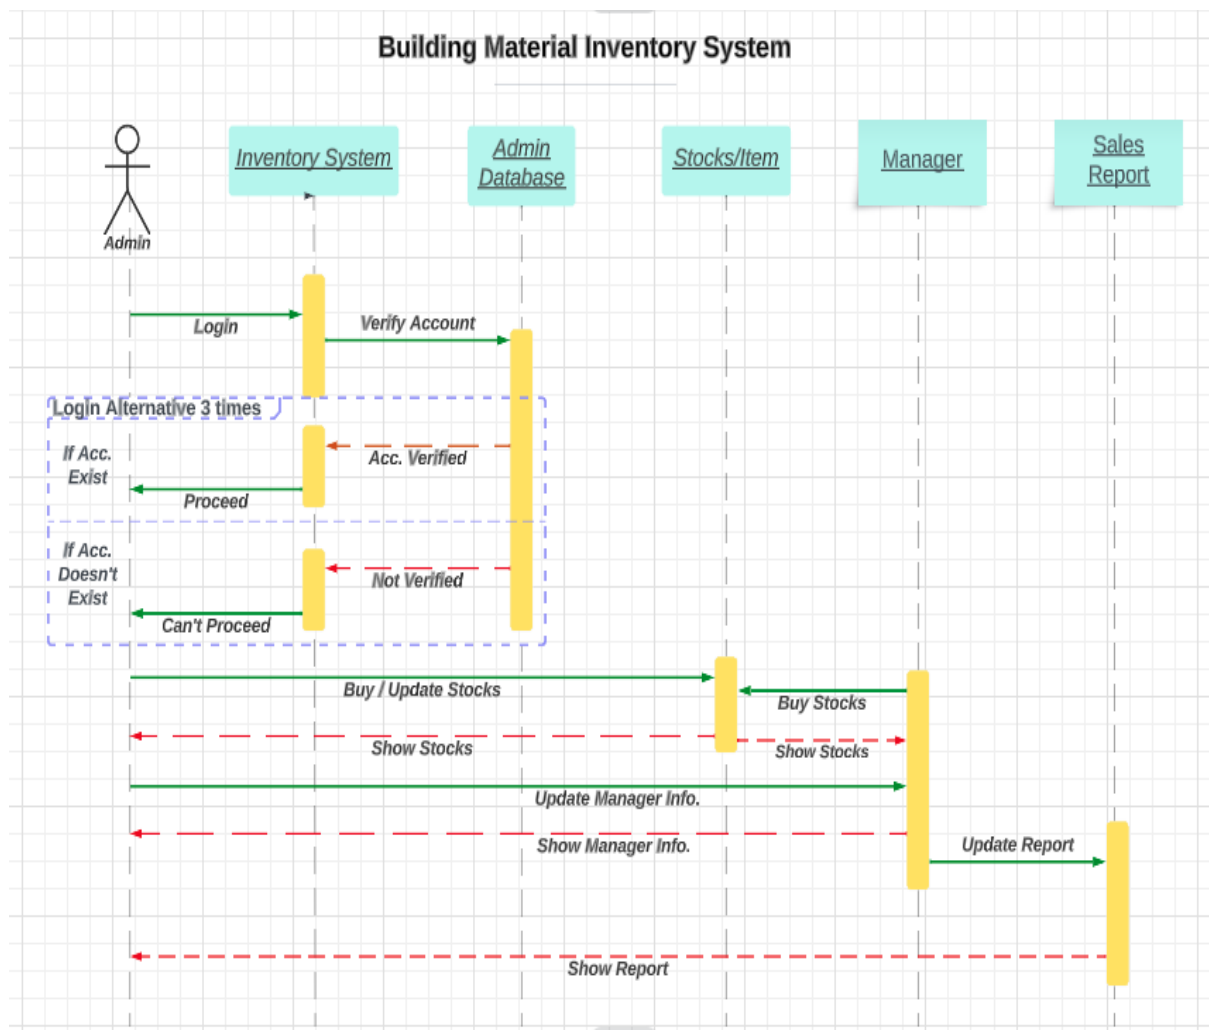 Building Material Inventory System
Inventory System
Admin
Database
Stocks/Item
Manager
Sales
Report
Admin
Login
Verify Account
Login Alternative 3 times
If Acc.
Exist
Acc. Verified
Proceed
If Acc.
Doesn't
Exist
Not Verified
Can't Proceed
Buy / Update Stocks
Buy Stocks
Show Stocks
Show Stocks
Update Manager Info.
Show Manager Info.
Update Report
Show Report